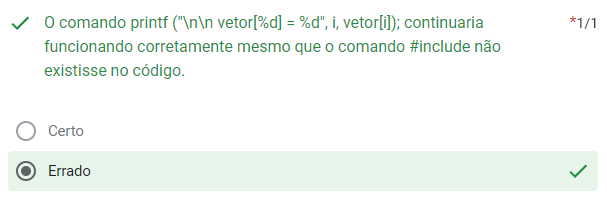 O comando printf ("\n\n vetor[%d] = %d", i, vetor[i]); continuaria
*1/1
funcionando corretamente mesmo que o comando #include não
existisse no código.
Certo
Errado